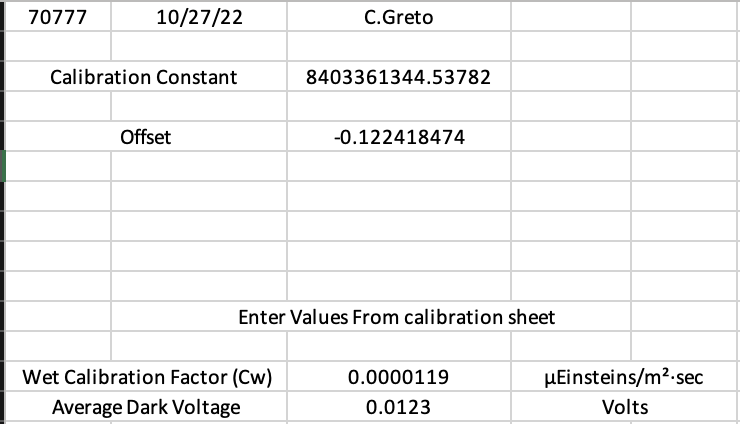 70777 10/27/22 C.Greto
Calibration Constant 8403361344.53782
Offset -0.122418474
Enter Values From calibration sheet
Wet Calibration Factor (Cw) 0.0000119 µEinsteins/m²·sec
Average Dark Voltage 0.0123 Volts